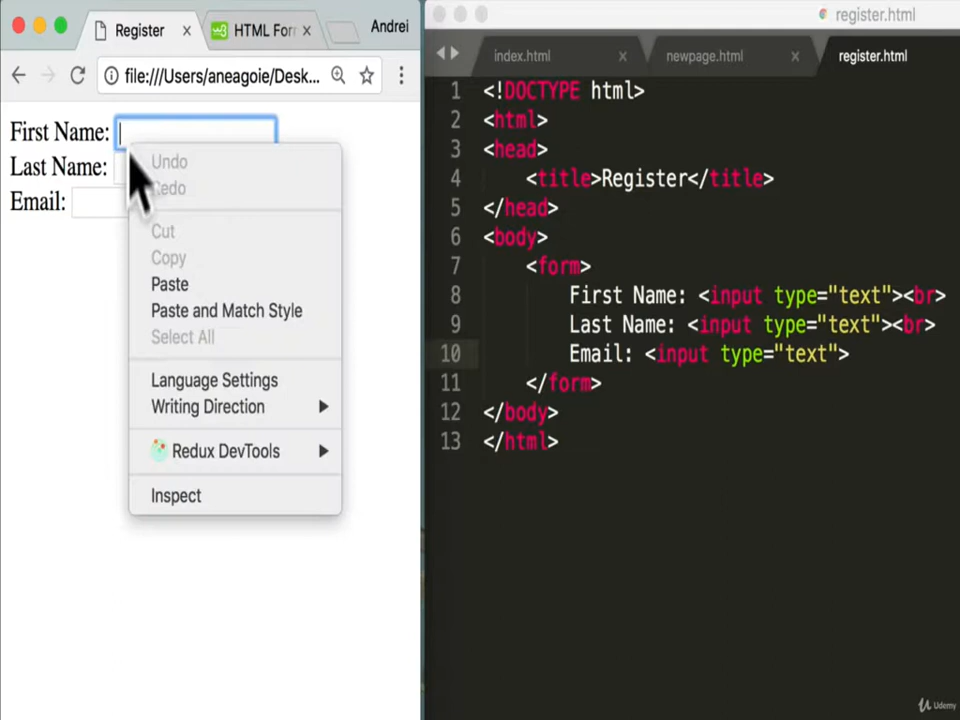 Register
HTML For
Andrei
file:///Users/aneagoie/Desk...
First Name:
Last Name:
Email:
Undo
Redo
Cut
Copy
Paste
Paste and Match Style
Select All
Language Settings
Writing Direction
Redux DevTools
Inspect
register.html
index.html
newpage.html
register.html
1 <!DOCTYPE html>
2 <html>
3 <head>
4 <title>Register</title>
5 </head>
6 <body>
7 <form>
8 First Name: <input type="text"><br>
9 Last Name: <input type="text"><br>
10 Email: <input type="text">
11 </form>
12 </body>
13 </html>
Udemy